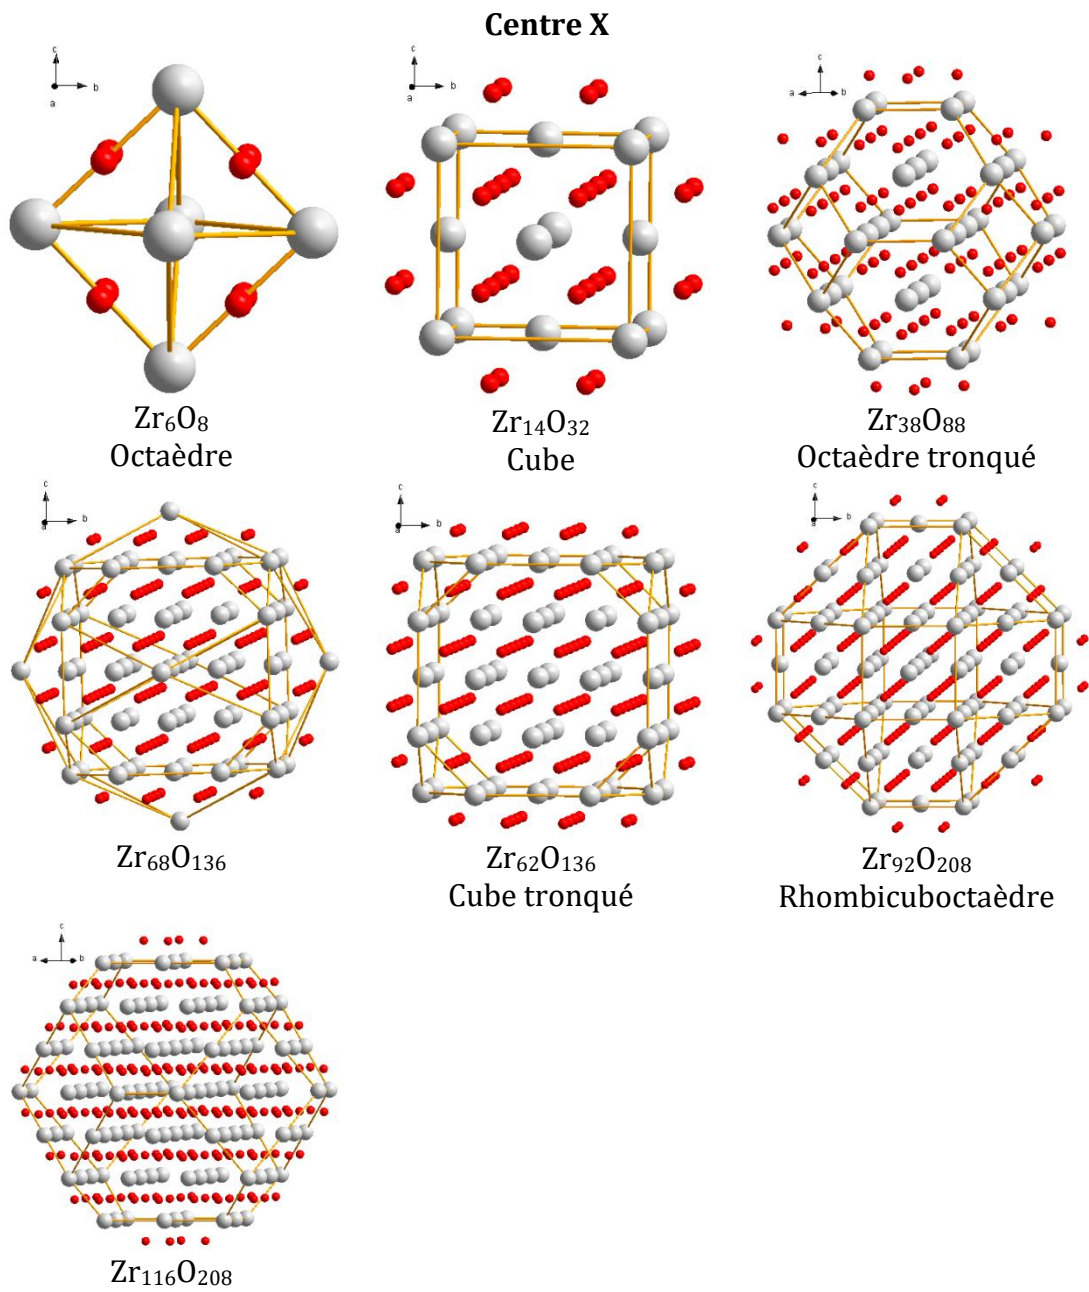 Centre X
c
b
a
c
b
a
c
a
b
Zr₆O₈
Octaèdre
Zr₁₄O₃₂
Cube
Zr₃₈O₈₈
Octaèdre tronqué
c
a
b
c
a
b
c
a
b
Zr₆₈O₁₃₆
Zr₆₂O₁₃₆
Cube tronqué
Zr₉₂O₂₀₈
Rhombicuboctaèdre
c
a
b
Zr₁₁₆O₂₀₈